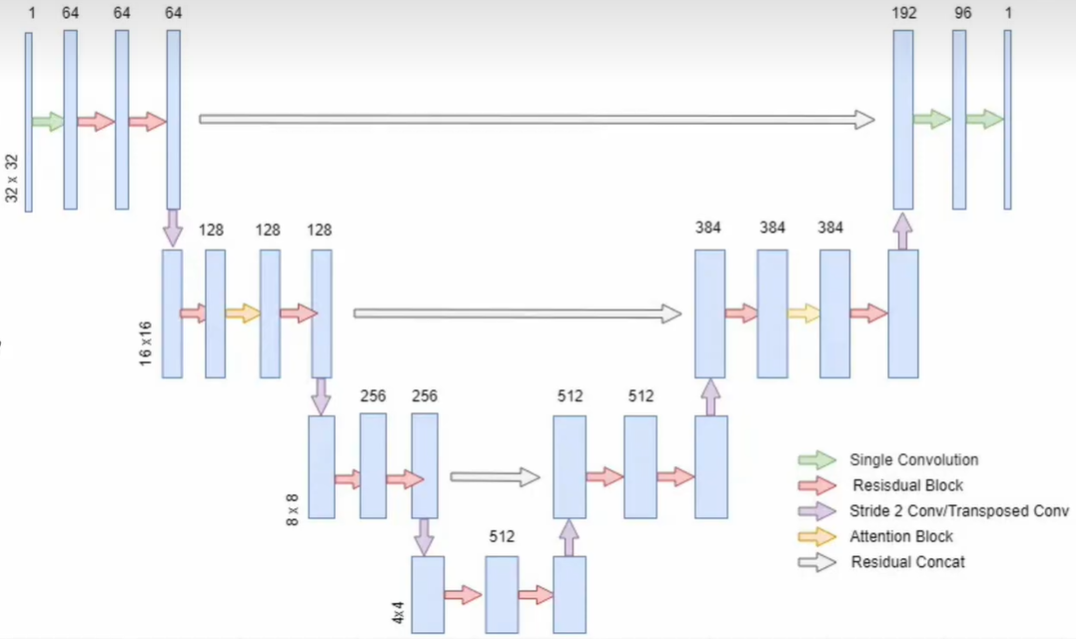 1 64 64 64 192 96 1
32 x 32
128 128 128 384 384 384
16 x16
256 256 512 512
8 x 8
512
4x4
Single Convolution
Resisdual Block
Stride 2 Conv/Transposed Conv
Attention Block
Residual Concat